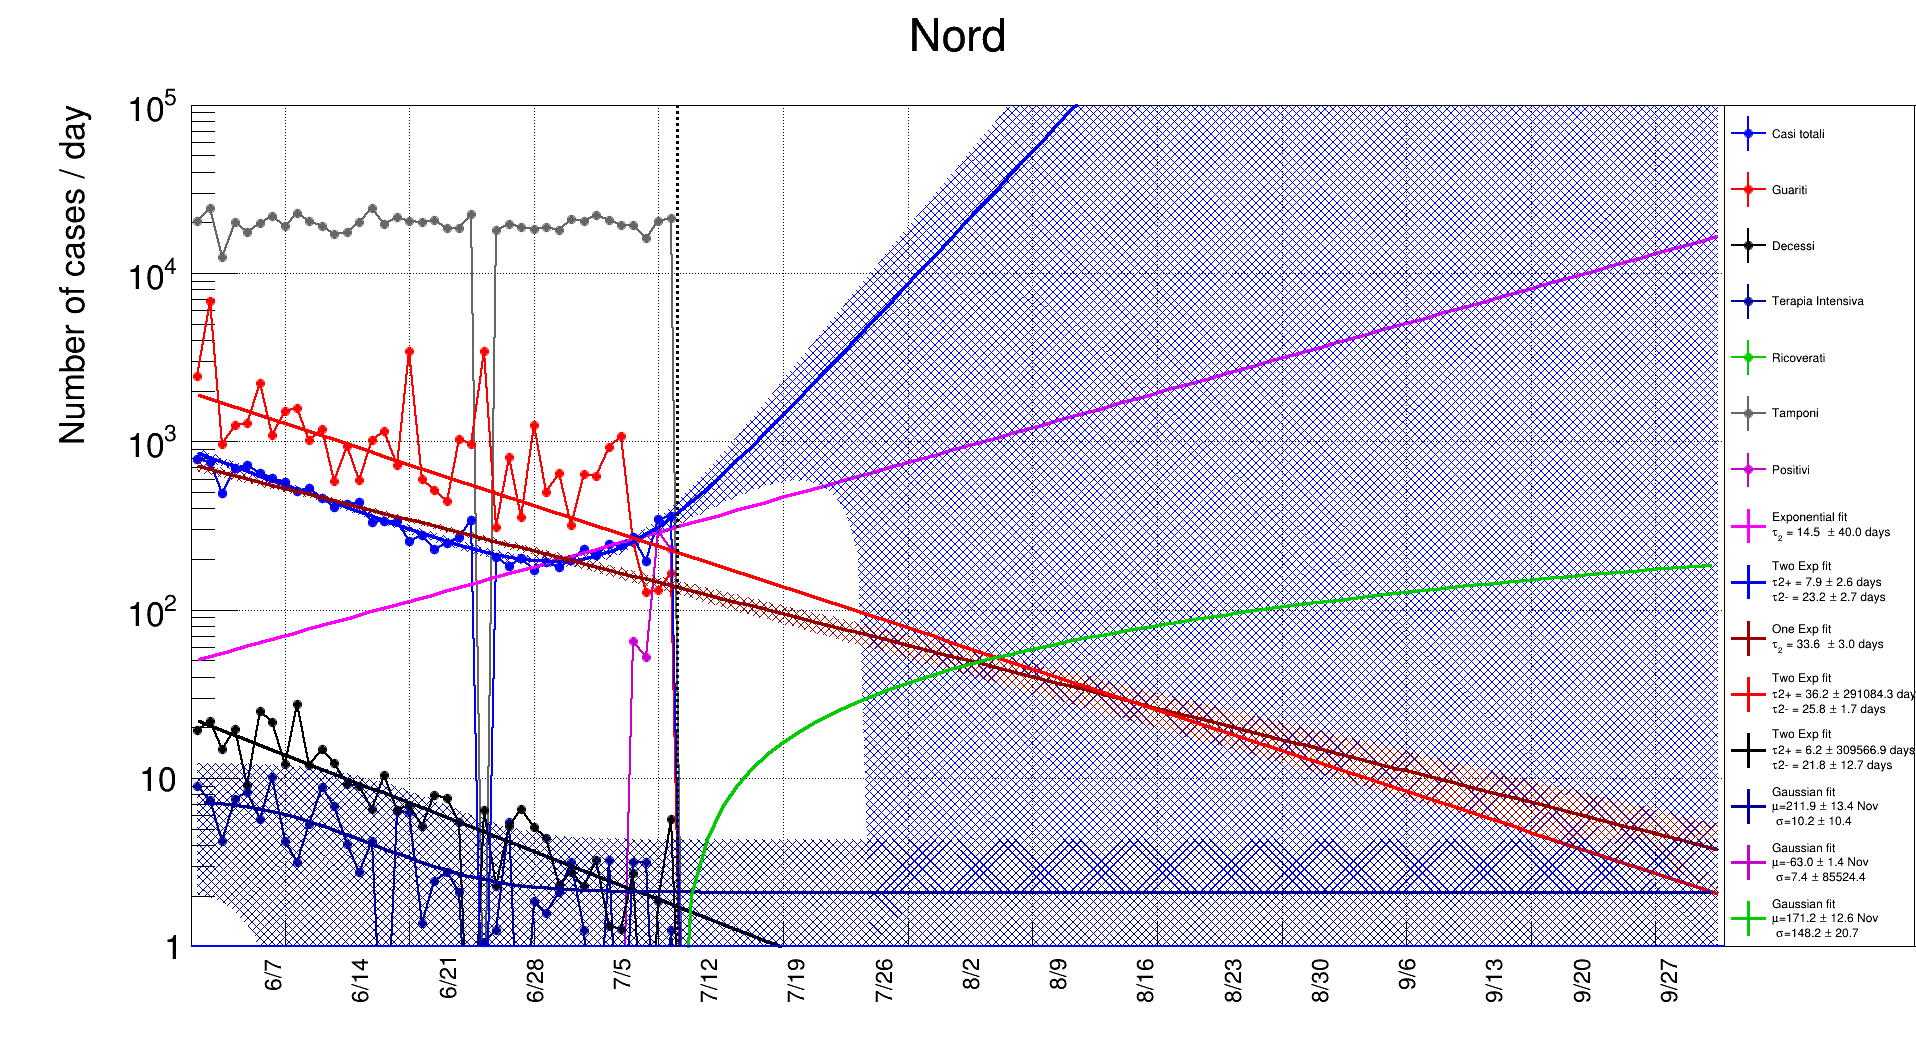 Nord
Number of cases / day
10^5
10^4
10^3
10^2
10
1
6/7
6/14
6/21
6/28
7/5
7/12
7/19
7/26
8/2
8/9
8/16
8/23
8/30
9/6
9/13
9/20
9/27
Casi totali
Guariti
Decessi
Terapia Intensiva
Ricoverati
Tamponi
Positivi
Exponential fit
τ₂ = 14.5 ± 40.0 days
Two Exp fit
τ2+ = 7.9 ± 2.6 days
τ2- = 23.2 ± 2.7 days
One Exp fit
τ₂ = 33.6 ± 3.0 days
Two Exp fit
τ2+ = 36.2 ± 291084.3 day
τ2- = 25.8 ± 1.7 days
Two Exp fit
τ2+ = 6.2 ± 309566.9 days
τ2- = 21.8 ± 12.7 days
Gaussian fit
μ=211.9 ± 13.4 Nov
σ=10.2 ± 10.4
Gaussian fit
μ=-63.0 ± 1.4 Nov
σ=7.4 ± 85524.4
Gaussian fit
μ=171.2 ± 12.6 Nov
σ=148.2 ± 20.7